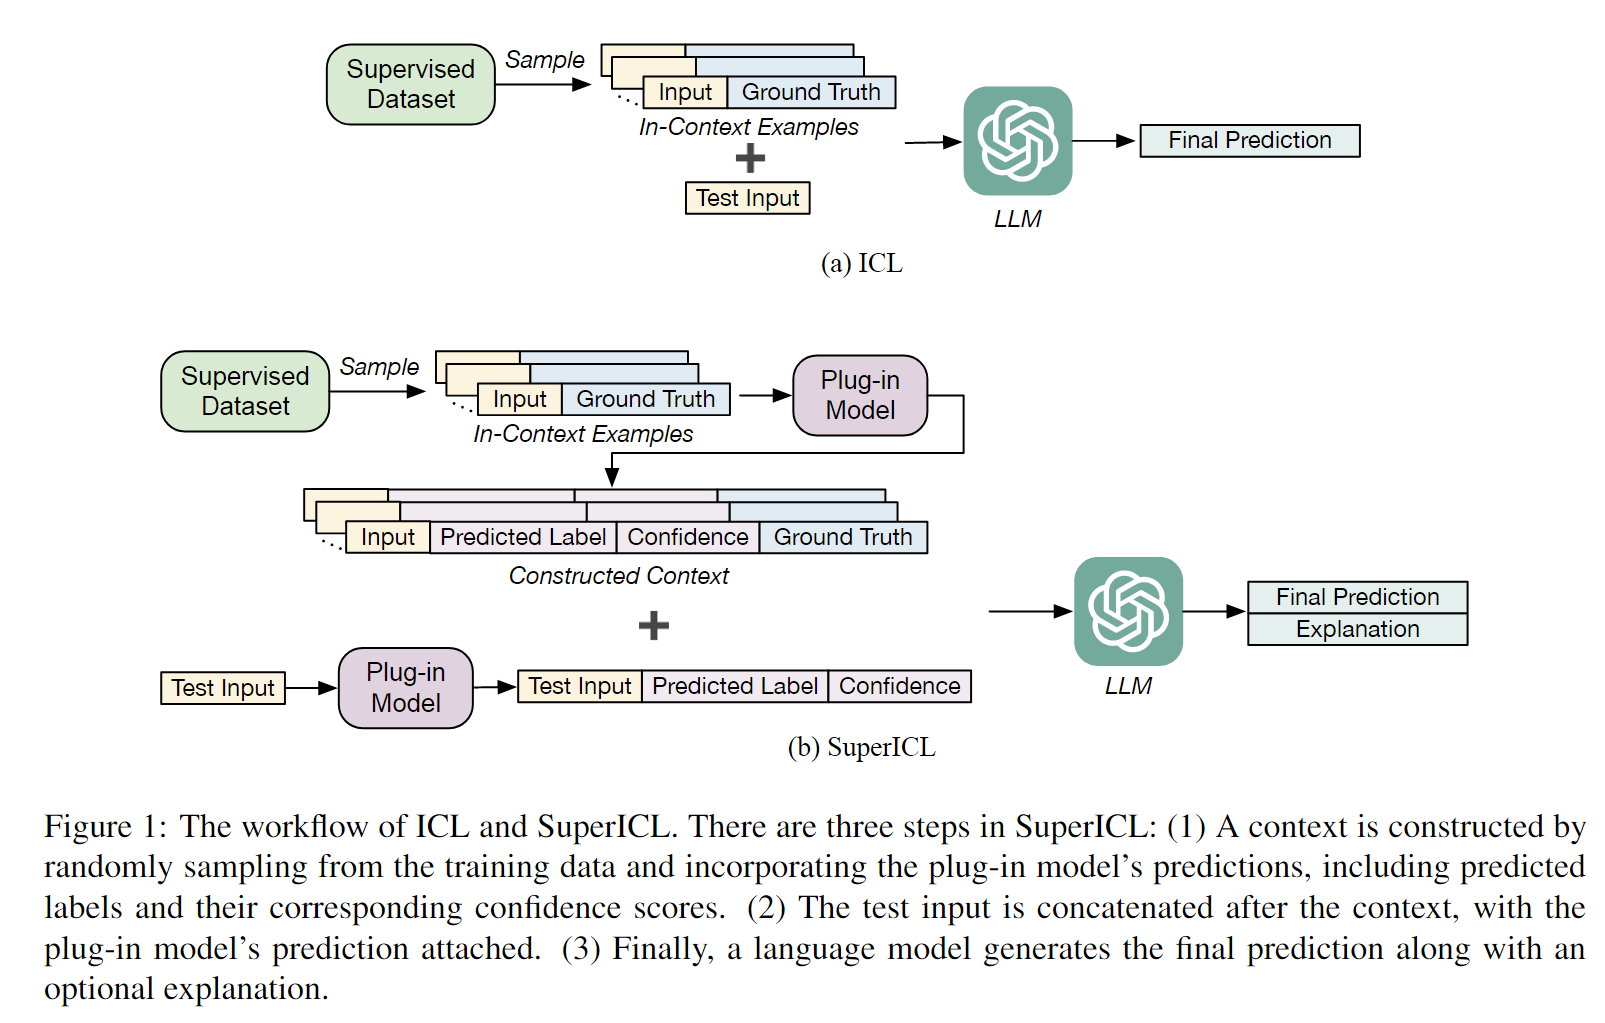 Supervised
Dataset
Sample
Input
Ground Truth
In-Context Examples
Test Input
LLM
Final Prediction
(a) ICL
Supervised
Dataset
Sample
Input
Ground Truth
In-Context Examples
Plug-in
Model
Input
Predicted Label
Confidence
Ground Truth
Constructed Context
Test Input
Plug-in
Model
Test Input
Predicted Label
Confidence
LLM
Final Prediction
Explanation
(b) SuperICL
Figure 1: The workflow of ICL and SuperICL. There are three steps in SuperICL: (1) A context is constructed by
randomly sampling from the training data and incorporating the plug-in model’s predictions, including predicted
labels and their corresponding confidence scores. (2) The test input is concatenated after the context, with the
plug-in model’s prediction attached. (3) Finally, a language model generates the final prediction along with an
optional explanation.